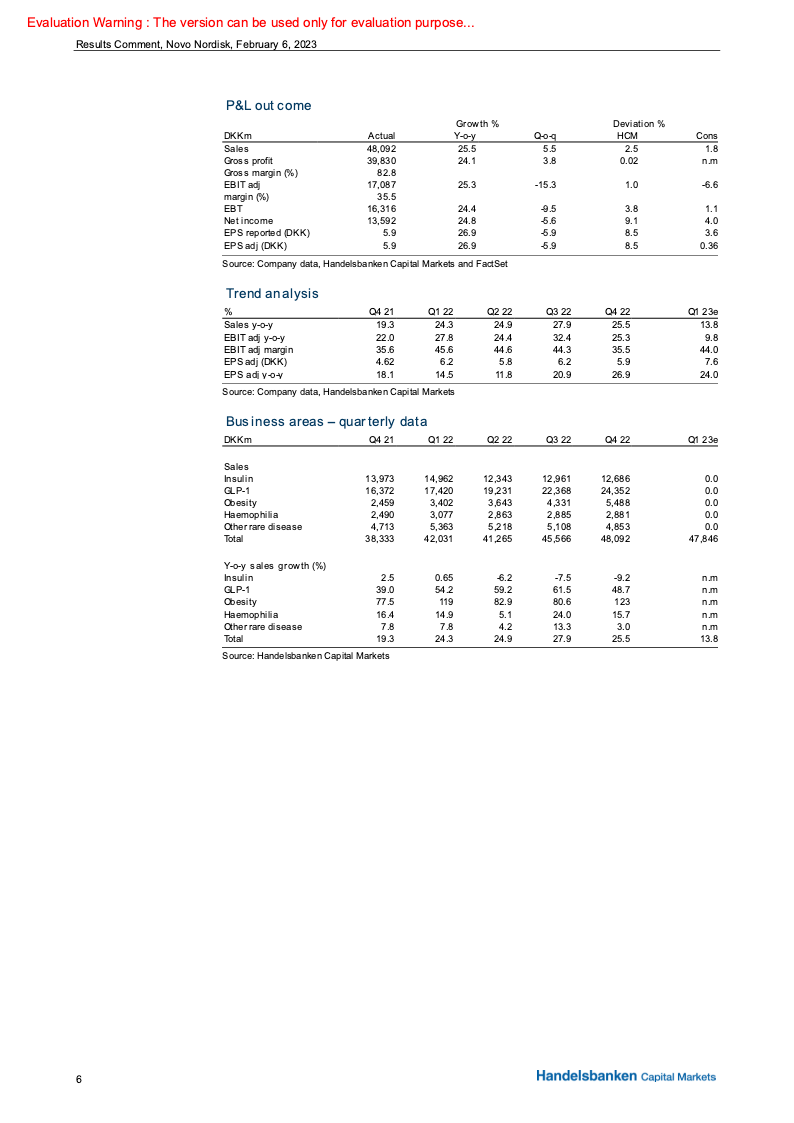 Evaluation Warning : The version can be used only for evaluation purpose...
Results Comment, Novo Nordisk, February 6, 2023
P&L outcome
Growth % Deviation %
DKKm Actual Y-o-y Q-o-q HCM Cons
Sales 48,092 25.5 5.5 2.5 1.8
Gross profit 39,830 24.1 3.8 0.02 n.m
Gross margin (%) 82.8
EBIT adj 17,087 25.3 -15.3 1.0 -6.6
margin (%) 35.5
EBT 16,316 24.4 -9.5 3.8 1.1
Net income 13,592 24.8 -5.6 9.1 4.0
EPS reported (DKK) 5.9 26.9 -5.9 8.5 3.6
EPS adj (DKK) 5.9 26.9 -5.9 8.5 0.36
Source: Company data, Handelsbanken Capital Markets and FactSet
Trend analysis
% Q4 21 Q1 22 Q2 22 Q3 22 Q4 22 Q1 23e
Sales y-o-y 19.3 24.3 24.9 27.9 25.5 13.8
EBIT adj y-o-y 22.0 27.8 24.4 32.4 25.3 9.8
EBIT adj margin 35.6 45.6 44.6 44.3 35.5 44.0
EPS adj (DKK) 4.62 6.2 5.8 6.2 5.9 7.6
EPS adj y-o-y 18.1 14.5 11.8 20.9 26.9 24.0
Source: Company data, Handelsbanken Capital Markets
Business areas – quarterly data
DKKm Q4 21 Q1 22 Q2 22 Q3 22 Q4 22 Q1 23e
Sales
Insulin 13,973 14,962 12,343 12,961 12,686 0.0
GLP-1 16,372 17,420 19,231 22,368 24,352 0.0
Obesity 2,459 3,402 3,643 4,331 5,488 0.0
Haemophilia 2,490 3,077 2,863 2,885 2,881 0.0
Other rare disease 4,713 5,363 5,218 5,108 4,853 0.0
Total 38,333 42,031 41,265 45,566 48,092 47,846
Y-o-y sales growth (%)
Insulin 2.5 0.65 -6.2 -7.5 -9.2 n.m
GLP-1 39.0 54.2 59.2 61.5 48.7 n.m
Obesity 77.5 119 82.9 80.6 123 n.m
Haemophilia 16.4 14.9 5.1 24.0 15.7 n.m
Other rare disease 7.8 7.8 4.2 13.3 3.0 n.m
Total 19.3 24.3 24.9 27.9 25.5 13.8
Source: Handelsbanken Capital Markets
6
Handelsbanken Capital Markets